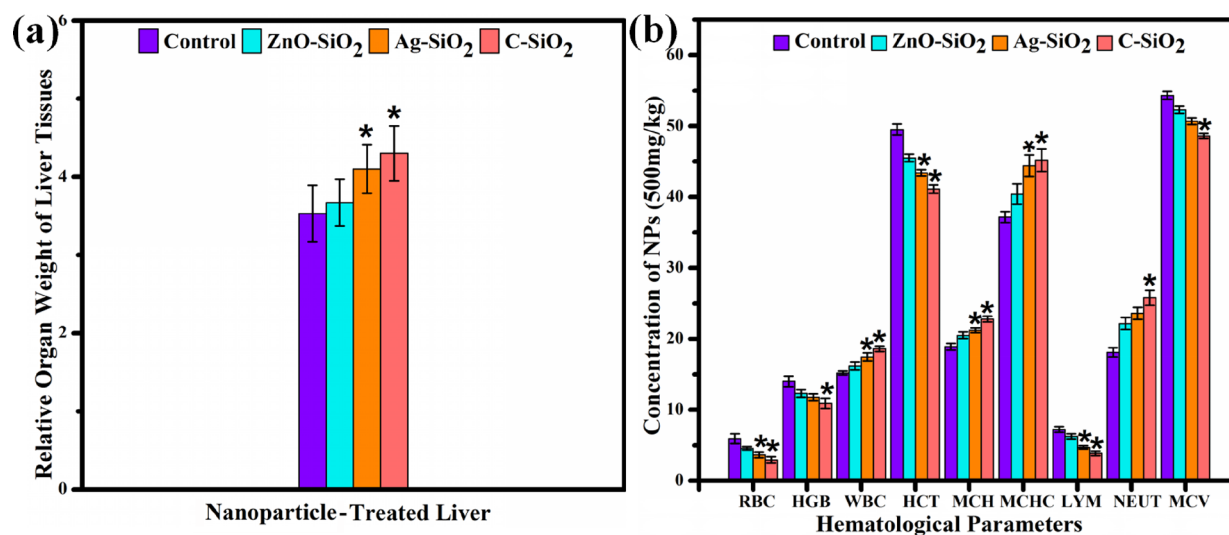 (a)
Control ZnO-SiO2 Ag-SiO2 C-SiO2
Relative Organ Weight of Liver Tissues
6
4
2
0
* *
Nanoparticle-Treated Liver
(b)
Control ZnO-SiO2 Ag-SiO2 C-SiO2
Concentration of NPs (500mg/kg)
60
50
40
30
20
10
0
* * * * * * * * * * * * * * *
RBC HGB WBC HCT MCH MCHC LYM NEUT MCV
Hematological Parameters